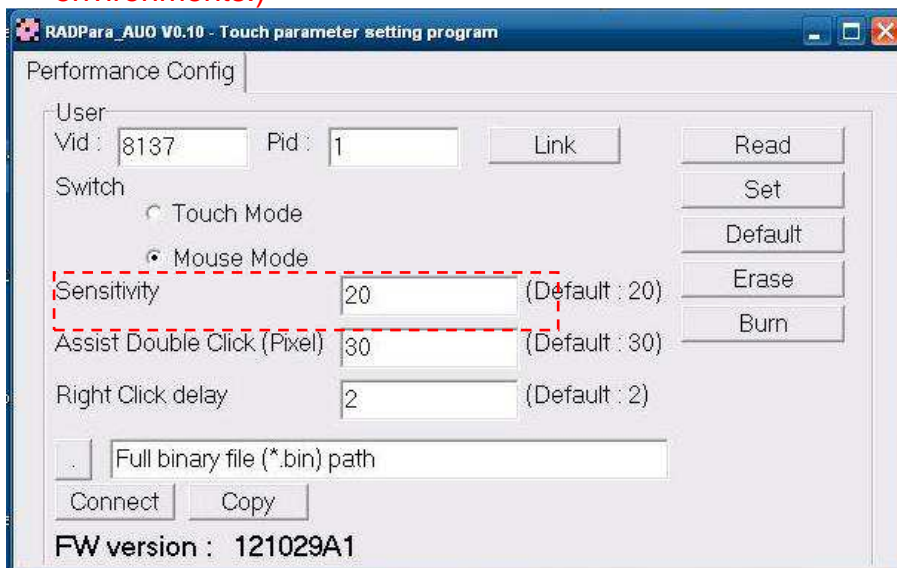 RADPara_AUO V0.10 - Touch parameter setting program
Performance Config
User
Vid : 8137 Pid : 1 Link Read
Switch Set
Touch Mode
Default
Mouse Mode
Sensitivity 20 (Default : 20) Erase
Burn
Assist Double Click (Pixel) 30 (Default : 30)
Right Click delay 2 (Default : 2)
. Full binary file (*.bin) path
Connect Copy
FW version : 121029A1